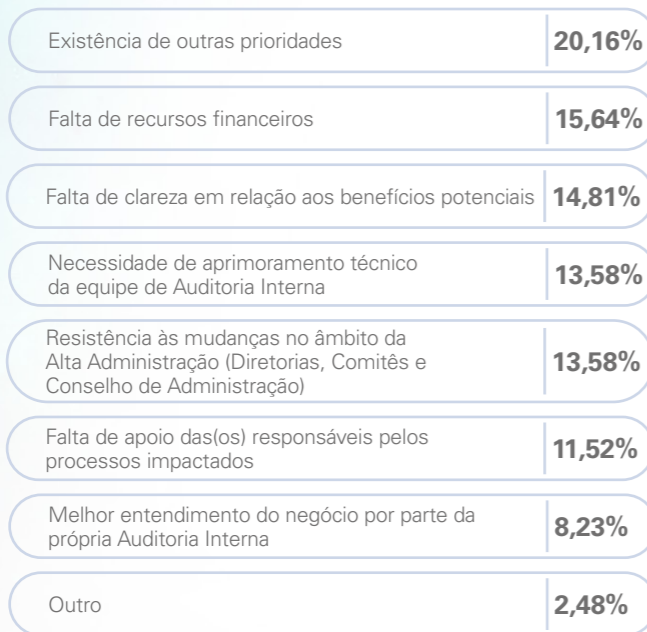 Existência de outras prioridades 20,16%
Falta de recursos financeiros 15,64%
Falta de clareza em relação aos benefícios potenciais 14,81%
Necessidade de aprimoramento técnico
da equipe de Auditoria Interna 13,58%
Resistência às mudanças no âmbito da
Alta Administração (Diretorias, Comitês e
Conselho de Administração) 13,58%
Falta de apoio das(os) responsáveis pelos
processos impactados 11,52%
Melhor entendimento do negócio por parte da
própria Auditoria Interna 8,23%
Outro 2,48%